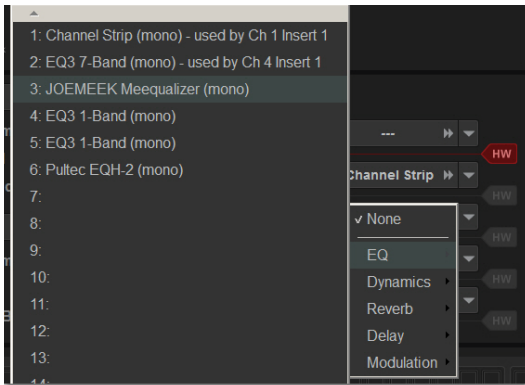 1: Channel Strip (mono) - used by Ch 1 Insert 1
2: EQ3 7-Band (mono) - used by Ch 4 Insert 1
3: JOEMEEK Meequalizer (mono)
4: EQ3 1-Band (mono)
5: EQ3 1-Band (mono)
6: Pultec EQH-2 (mono)
7:
8:
9:
10:
11:
12:
13:
---
HW
Channel Strip
HW
✓ None
HW
EQ
Dynamics
HW
Reverb
HW
Delay
Modulation